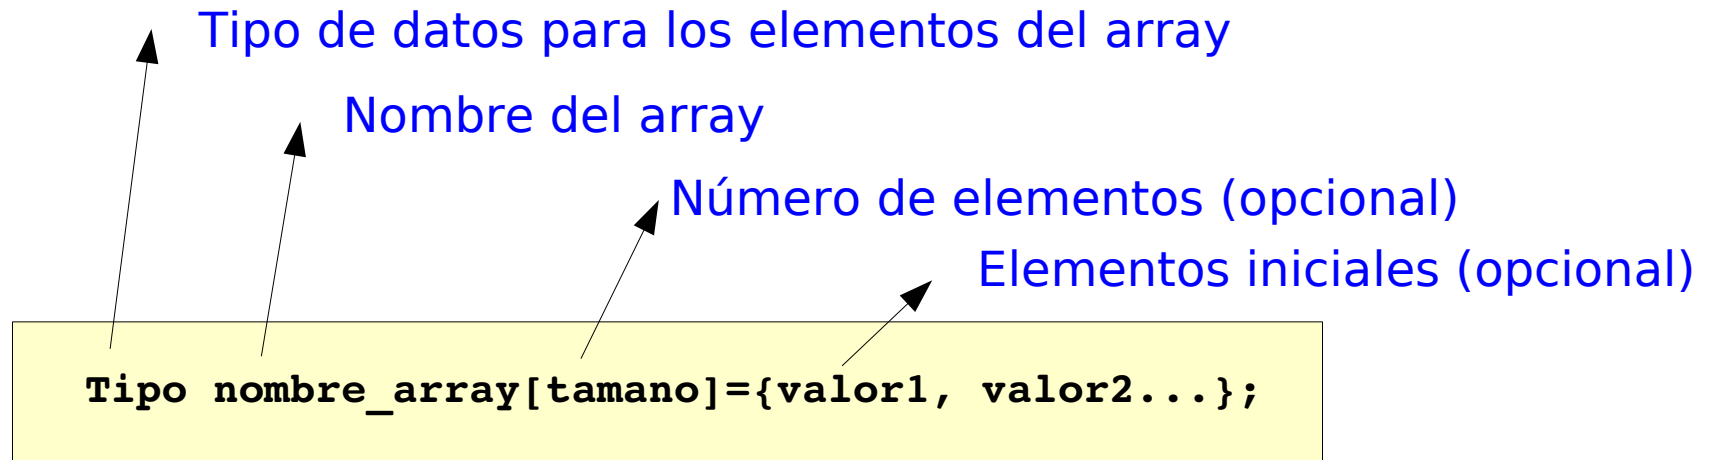 Tipo de datos para los elementos del array
Nombre del array
Número de elementos (opcional)
Elementos iniciales (opcional)
Tipo nombre_array[tamano]={valor1, valor2...};